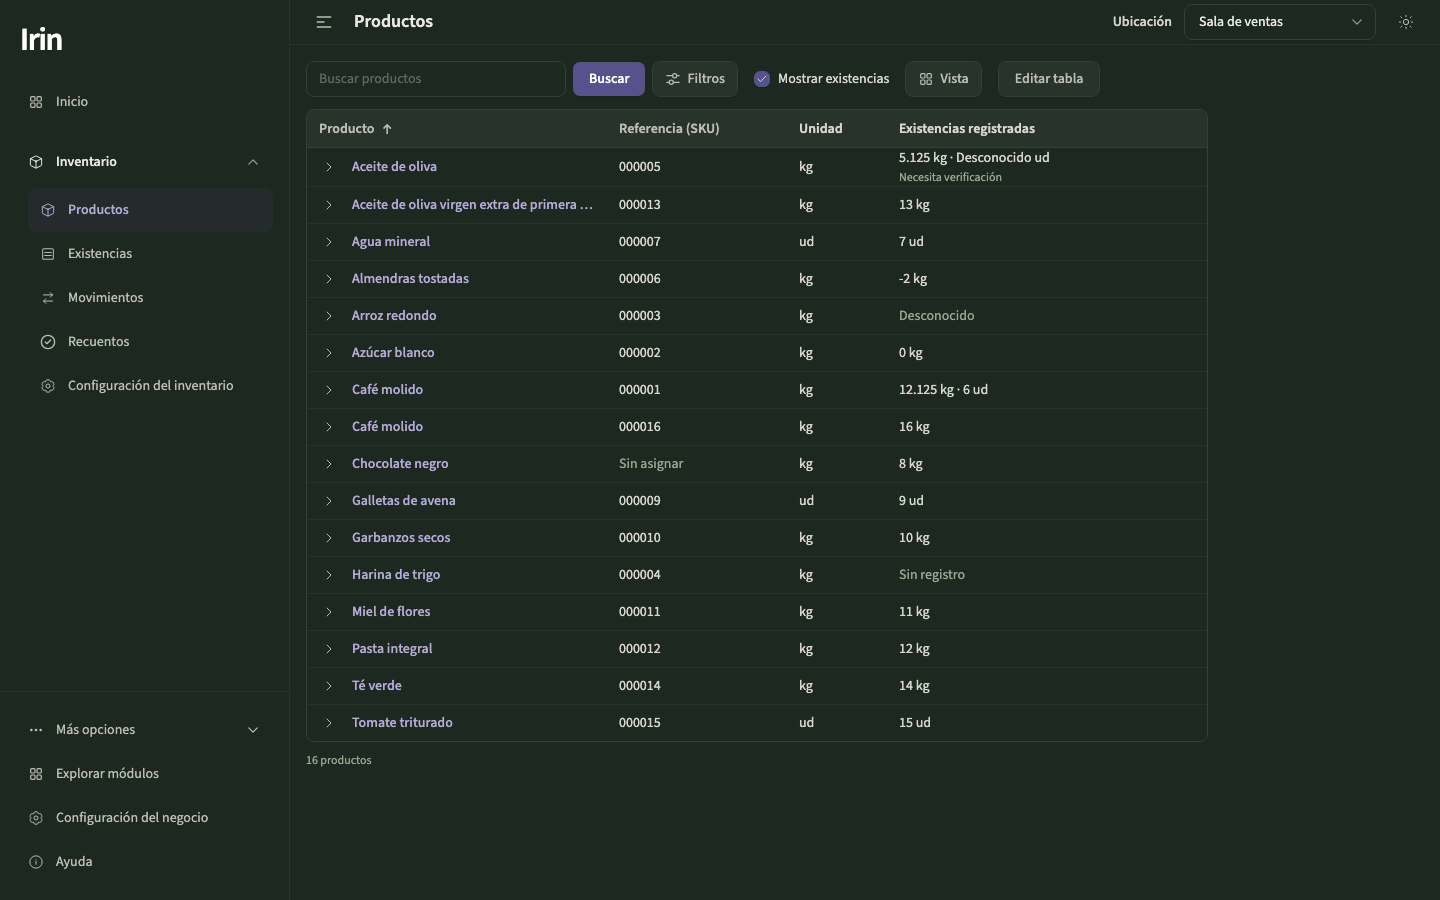 Irin
Productos
Ubicación
Sala de ventas
Inicio
Inventario
Productos
Existencias
Movimientos
Recuentos
Configuración del inventario
Más opciones
Explorar módulos
Configuración del negocio
Ayuda
Buscar productos
Buscar
Filtros
Mostrar existencias
Vista
Editar tabla
Producto Referencia (SKU) Unidad Existencias registradas
Aceite de oliva 000005 kg 5.125 kg · Desconocido ud
Necesita verificación
Aceite de oliva virgen extra de primera … 000013 kg 13 kg
Agua mineral 000007 ud 7 ud
Almendras tostadas 000006 kg -2 kg
Arroz redondo 000003 kg Desconocido
Azúcar blanco 000002 kg 0 kg
Café molido 000001 kg 12.125 kg · 6 ud
Café molido 000016 kg 16 kg
Chocolate negro Sin asignar kg 8 kg
Galletas de avena 000009 ud 9 ud
Garbanzos secos 000010 kg 10 kg
Harina de trigo 000004 kg Sin registro
Miel de flores 000011 kg 11 kg
Pasta integral 000012 kg 12 kg
Té verde 000014 kg 14 kg
Tomate triturado 000015 ud 15 ud
16 productos